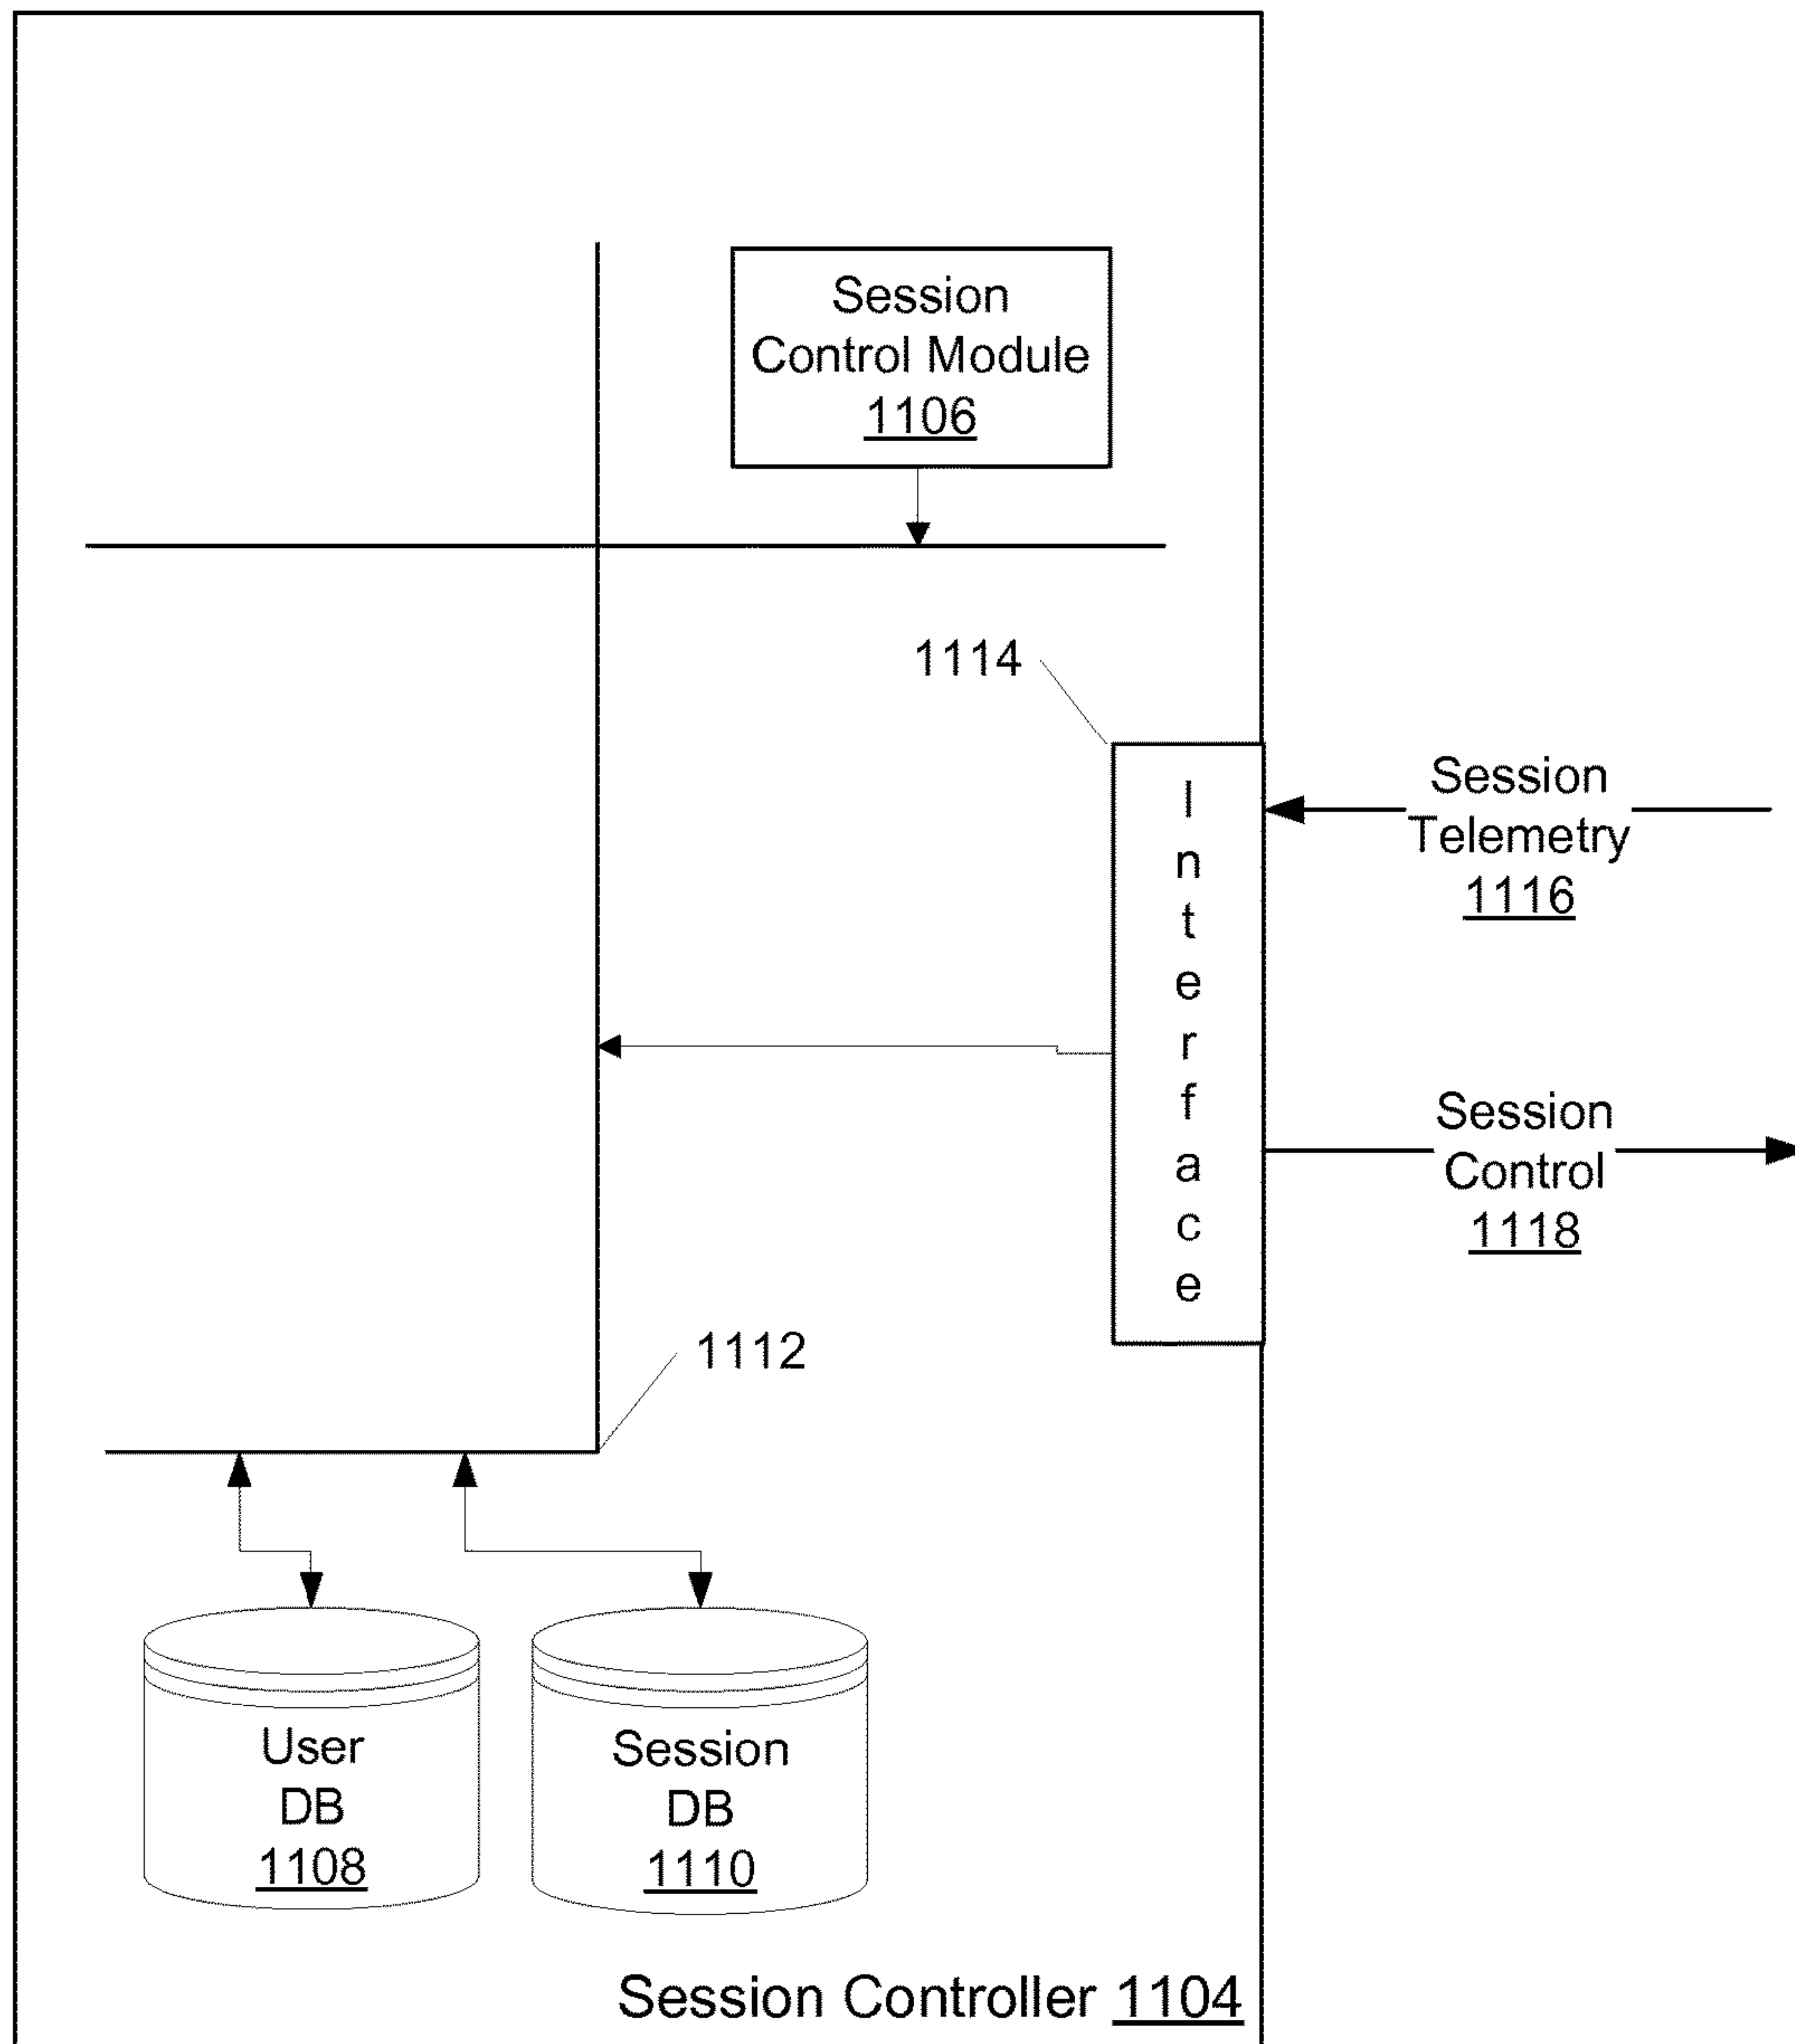 Session
Control Module
1106
1114
Interface
Session
Telemetry
1116
Session
Control
1118
1112
User
DB
1108
Session
DB
1110
Session Controller 1104